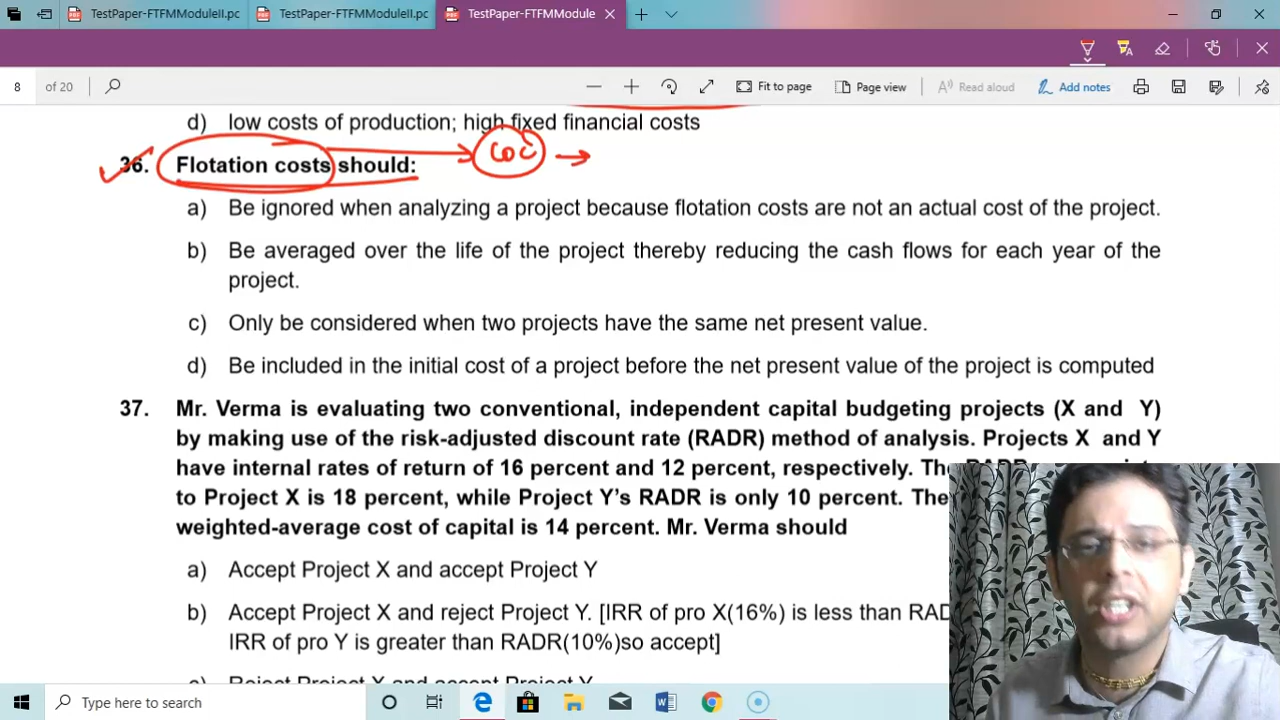 TestPaper-FTFMModuleII.pc
TestPaper-FTFMModuleII.pc
TestPaper-FTFMModule
8 of 20
Fit to page
Page view
Read aloud
Add notes
d) low costs of production; high fixed financial costs
36. Flotation costs should:
COC
a) Be ignored when analyzing a project because flotation costs are not an actual cost of the project.
b) Be averaged over the life of the project thereby reducing the cash flows for each year of the
project.
c) Only be considered when two projects have the same net present value.
d) Be included in the initial cost of a project before the net present value of the project is computed
37. Mr. Verma is evaluating two conventional, independent capital budgeting projects (X and Y)
by making use of the risk-adjusted discount rate (RADR) method of analysis. Projects X and Y
have internal rates of return of 16 percent and 12 percent, respectively. The
to Project X is 18 percent, while Project Y's RADR is only 10 percent. The
weighted-average cost of capital is 14 percent. Mr. Verma should
a) Accept Project X and accept Project Y
b) Accept Project X and reject Project Y. [IRR of pro X(16%) is less than RAD
IRR of pro Y is greater than RADR(10%)so accept]
c) Reject Project X and accept Project Y
Type here to search